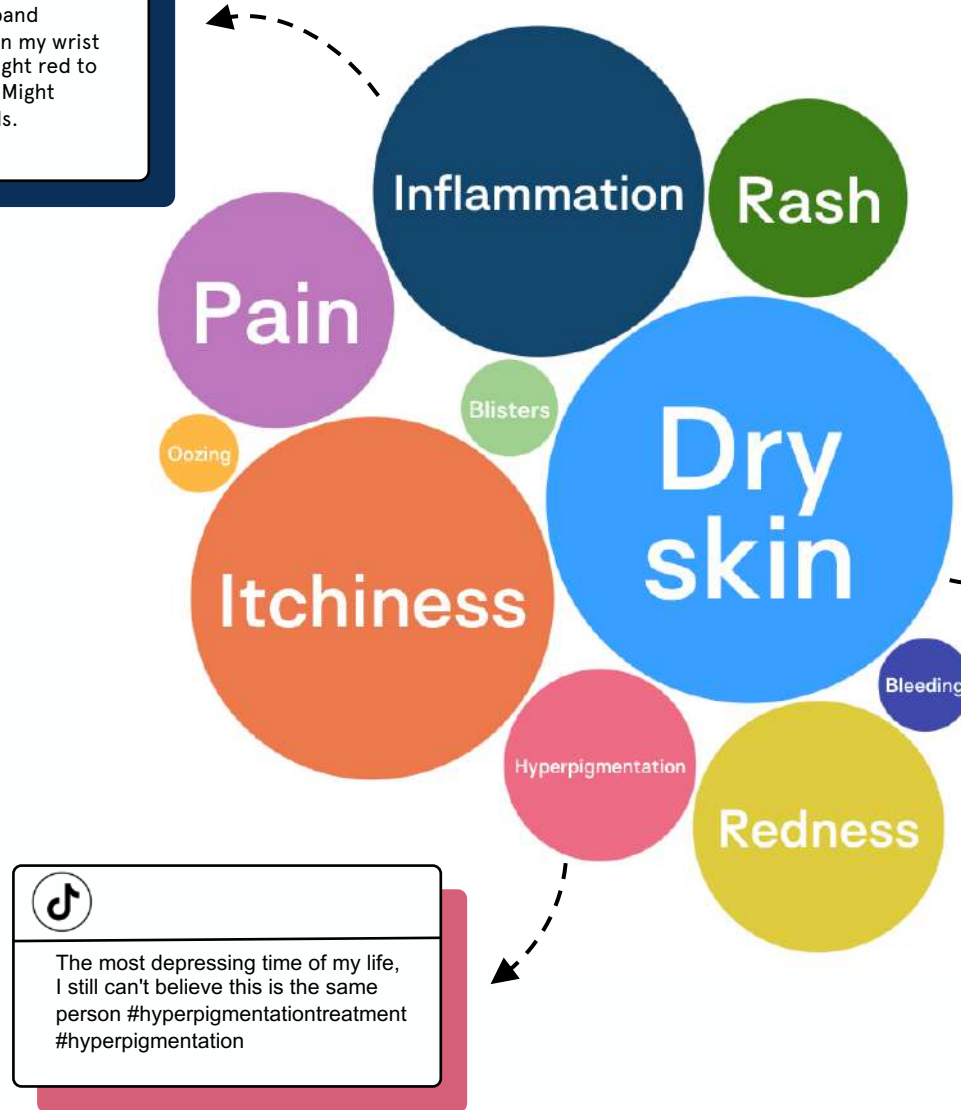 band
n my wrist
ght red to
Might
ls.
Inflammation
Rash
Pain
Blisters
Oozing
Dry
skin
Itchiness
Bleeding
Hyperpigmentation
Redness
The most depressing time of my life,
I still can't believe this is the same
person #hyperpigmentationtreatment
#hyperpigmentation